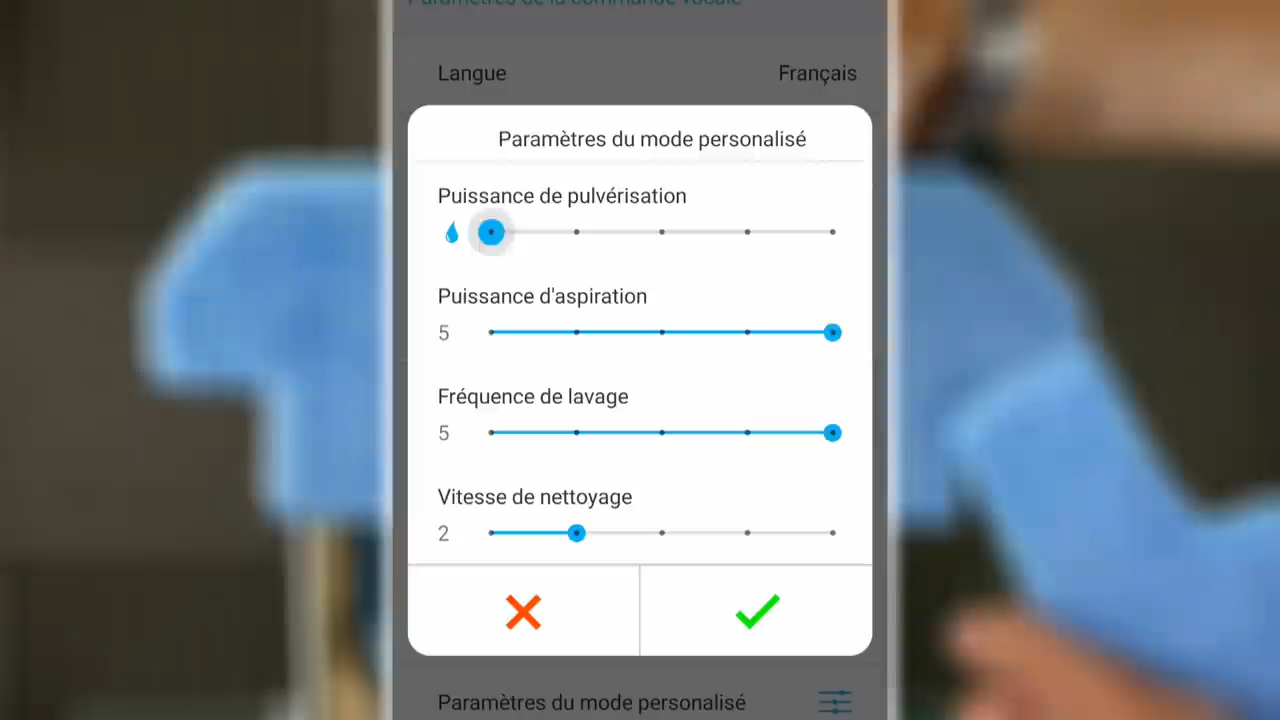 Paramètres de la commande vocale
Langue Français
Paramètres du mode personalisé
Puissance de pulvérisation
Puissance d'aspiration
5
Fréquence de lavage
5
Vitesse de nettoyage
2
Paramètres du mode personalisé